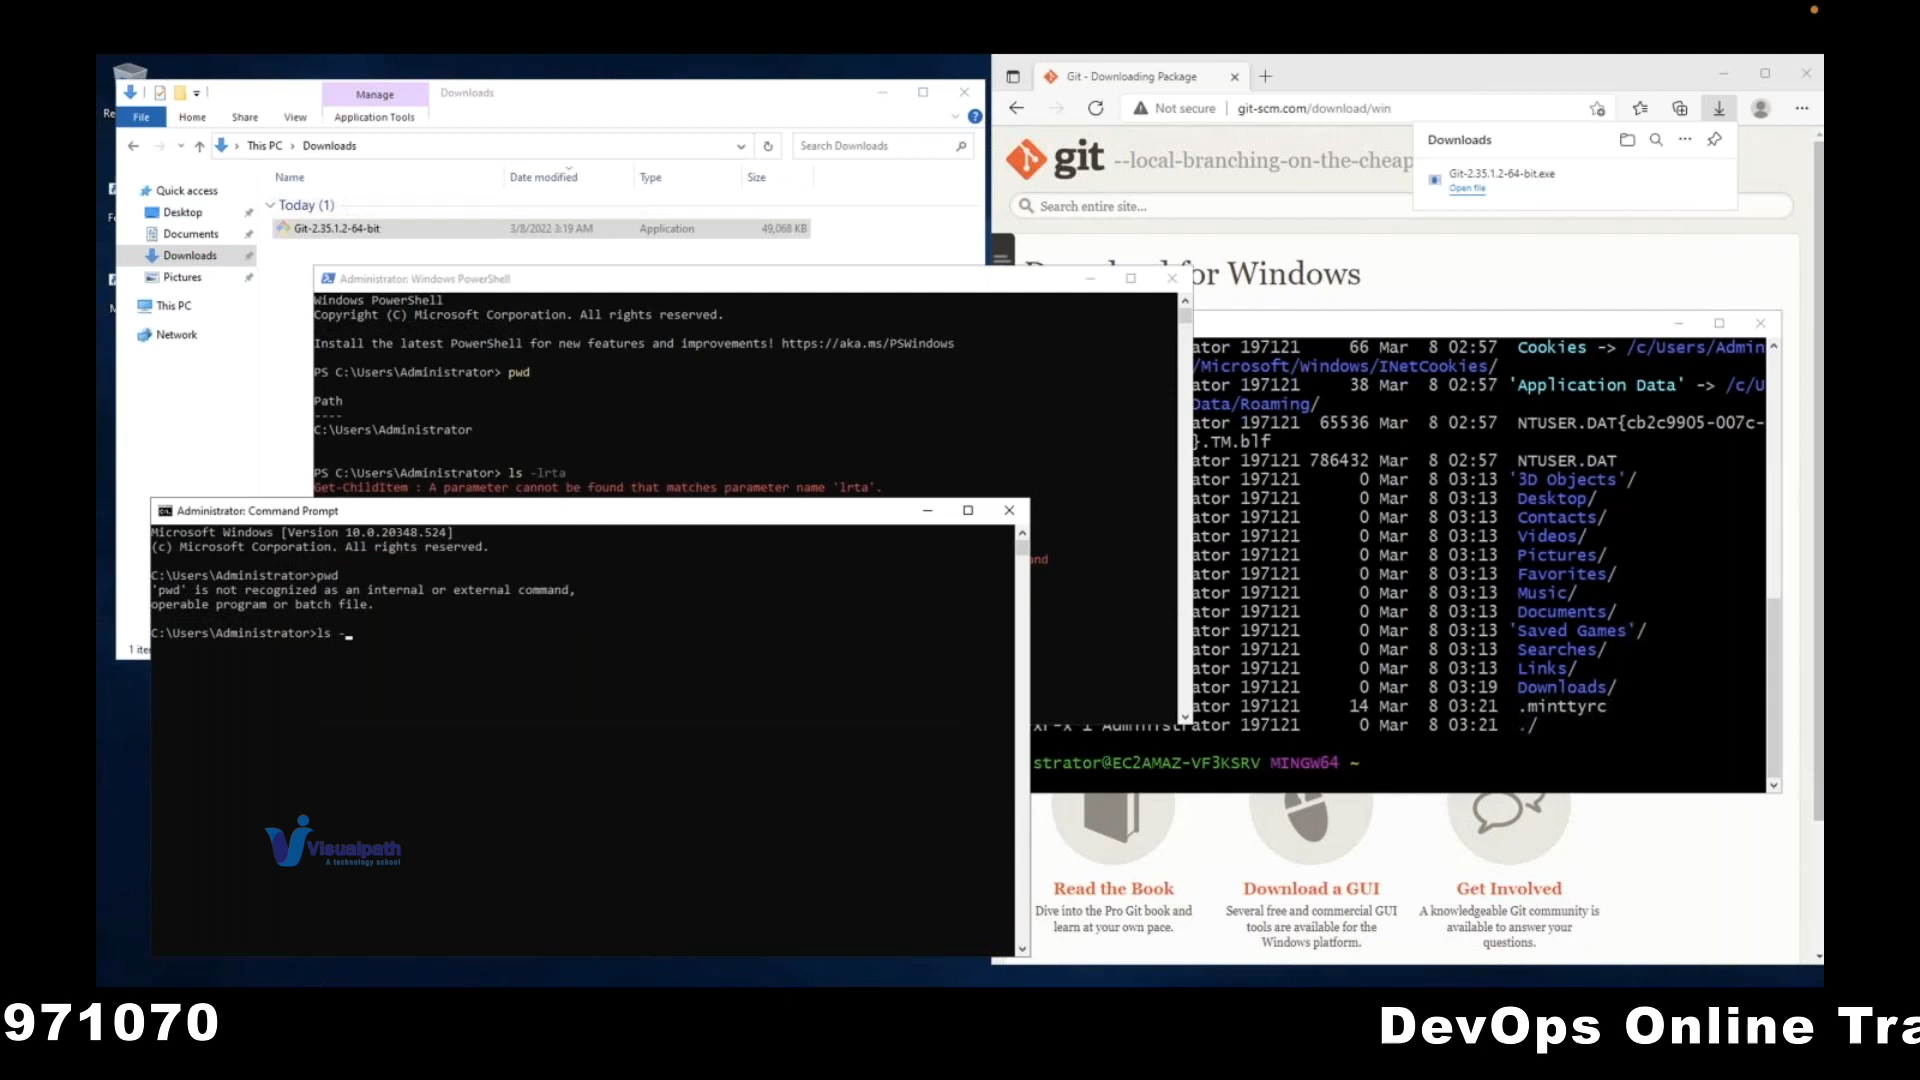 Manage
Downloads
File
Home
Share
View
Application Tools
This PC
Downloads
Search Downloads
Name
Date modified
Type
Size
Quick access
Desktop
Documents
Downloads
Pictures
This PC
Network
Today (1)
Git-2.35.1.2-64-bit
3/8/2022 3:19 AM
Application
49,068 KB
Administrator: Windows PowerShell
Windows PowerShell
Copyright (C) Microsoft Corporation. All rights reserved.
Install the latest PowerShell for new features and improvements! https://aka.ms/PSWindows
PS C:\Users\Administrator> pwd
Path
----
C:\Users\Administrator
PS C:\Users\Administrator> ls -lrta
Get-ChildItem : A parameter cannot be found that matches parameter name 'lrta'.
Administrator: Command Prompt
Microsoft Windows [Version 10.0.20348.524]
(c) Microsoft Corporation. All rights reserved.
C:\Users\Administrator>pwd
'pwd' is not recognized as an internal or external command,
operable program or batch file.
C:\Users\Administrator>ls -_
Visualpath
A technology school
Git - Downloading Package
Not secure
git-scm.com/download/win
Downloads
Git-2.35.1.2-64-bit.exe
Open file
git --local-branching-on-the-cheap
Search entire site...
for Windows
ator 197121 66 Mar 8 02:57 Cookies -> /c/Users/Admin
/Microsoft/Windows/INetCookies/
ator 197121 38 Mar 8 02:57 'Application Data' -> /c/U
Data/Roaming/
ator 197121 65536 Mar 8 02:57 NTUSER.DAT{cb2c9905-007c-
}.TM.blf
ator 197121 786432 Mar 8 02:57 NTUSER.DAT
ator 197121 0 Mar 8 03:13 '3D Objects'/
ator 197121 0 Mar 8 03:13 Desktop/
ator 197121 0 Mar 8 03:13 Contacts/
ator 197121 0 Mar 8 03:13 Videos/
ator 197121 0 Mar 8 03:13 Pictures/
ator 197121 0 Mar 8 03:13 Favorites/
ator 197121 0 Mar 8 03:13 Music/
ator 197121 0 Mar 8 03:13 Documents/
ator 197121 0 Mar 8 03:13 'Saved Games'/
ator 197121 0 Mar 8 03:13 Searches/
ator 197121 0 Mar 8 03:13 Links/
ator 197121 0 Mar 8 03:19 Downloads/
ator 197121 14 Mar 8 03:21 .minttyrc
ator 197121 0 Mar 8 03:21 ./
strator@EC2AMAZ-VF3KSRV MINGW64 ~
Read the Book
Dive into the Pro Git book and
learn at your own pace.
Download a GUI
Several free and commercial GUI
tools are available for the
Windows platform.
Get Involved
A knowledgeable Git community is
available to answer your
questions.
971070
DevOps Online Tra